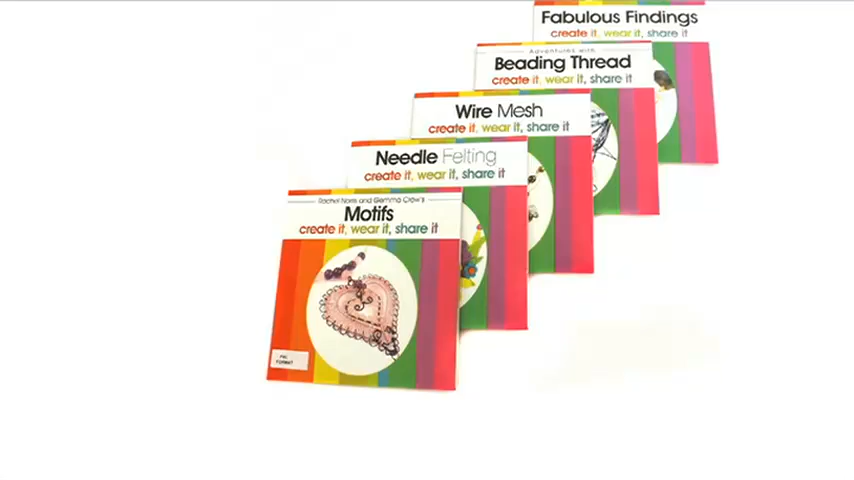 Fabulous Findings
create it, wear it, share it
Adventures with
Beading Thread
create it, wear it, share it
Wire Mesh
create it, wear it, share it
Needle Felting
create it, wear it, share it
Rachel Norris and Gemma Crow's
Motifs
create it, wear it, share it
PAL
FORMAT